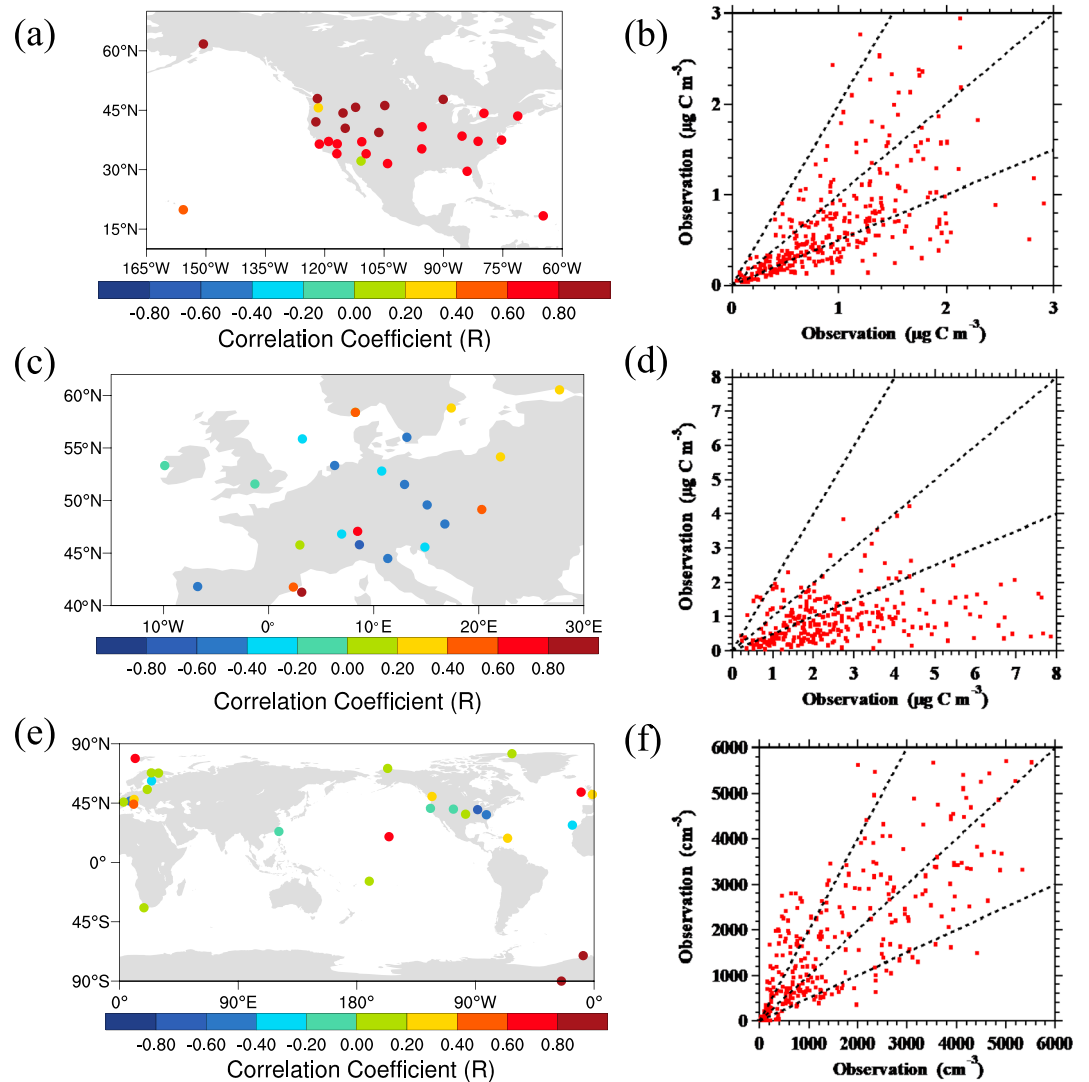 (a)
60°N
45°N
30°N
15°N
165°W 150°W 135°W 120°W 105°W 90°W 75°W 60°W
-0.80 -0.60 -0.40 -0.20 0.00 0.20 0.40 0.60 0.80
Correlation Coefficient (R)
(b)
3
2
1
0
Observation (µg C m-3)
0 1 2 3
Observation (µg C m-3)
(c)
60°N
55°N
50°N
45°N
40°N
10°W 0° 10°E 20°E 30°E
-0.80 -0.60 -0.40 -0.20 0.00 0.20 0.40 0.60 0.80
Correlation Coefficient (R)
(d)
8
7
6
5
4
3
2
1
0
Observation (µg C m-3)
0 1 2 3 4 5 6 7 8
Observation (µg C m-3)
(e)
90°N
45°N
0°
45°S
90°S
0° 90°E 180°W 90°W 0°
-0.80 -0.60 -0.40 -0.20 0.00 0.20 0.40 0.60 0.80
Correlation Coefficient (R)
(f)
6000
5000
4000
3000
2000
1000
0
Observation (cm-3)
0 1000 2000 3000 4000 5000 6000
Observation (cm-3)